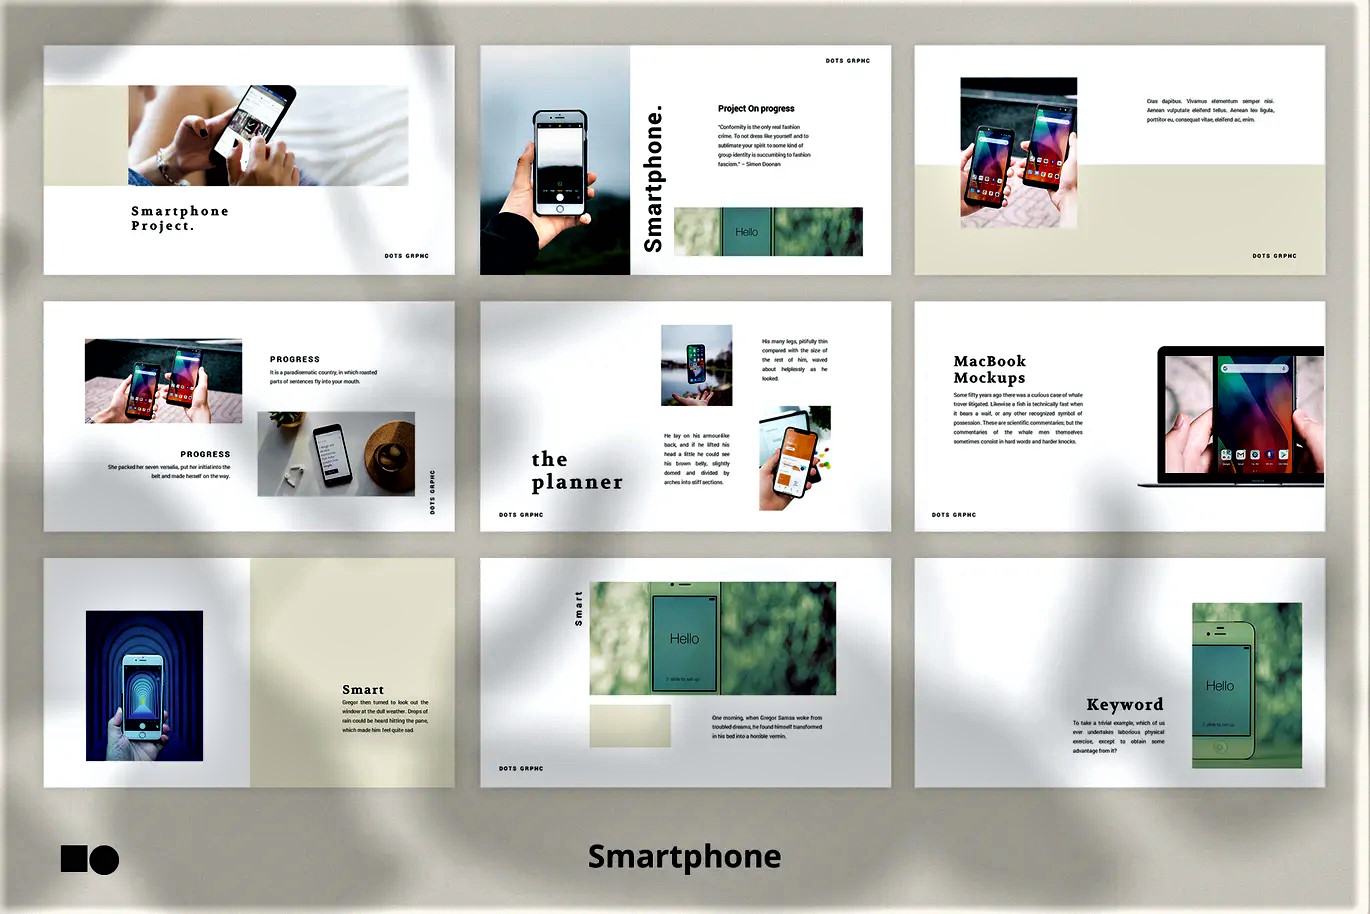 Smartphone
Project.
DOTS GRPHC
DOTS GRPHC
Smartphone.
Project On progress
"Conformity is the only real fashion
crime. To not dress like yourself and to
sublimate your spirit to some kind of
group identity is succumbing to fashion
fascism." – Simon Doonan
Hello
Cras dapibus. Vivamus elementum semper nisi.
Aenean vulputate eleifend tellus. Aenean leo ligula,
porttitor eu, consequat vitae, eleifend ac, enim.
DOTS GRPHC
PROGRESS
It is a paradisematic country, in which roasted
parts of sentences fly into your mouth.
PROGRESS
She packed her seven versalia, put her initial into the
belt and made herself on the way.
DOTS GRPHC
the
planner
His many legs, pitifully thin
compared with the size of
the rest of him, waved
about helplessly as he
looked.
He lay on his armour-like
back, and if he lifted his
head a little he could see
his brown belly, slightly
domed and divided by
arches into stiff sections.
DOTS GRPHC
MacBook
Mockups
Some fifty years ago there was a curious case of whale
trover litigated. Likewise a fish is technically fast when
it bears a waif, or any other recognized symbol of
possession. These are scientific commentaries; but the
commentaries of the whale men themselves
sometimes consist in hard words and harder knocks.
DOTS GRPHC
Smart
Gregor then turned to look out the
window at the dull weather. Drops of
rain could be heard hitting the pane,
which made him feel quite sad.
Smart
Hello
slide to set up
One morning, when Gregor Samsa woke from
troubled dreams, he found himself transformed
in his bed into a horrible vermin.
DOTS GRPHC
Keyword
To take a trivial example, which of us
ever undertakes laborious physical
exercise, except to obtain some
advantage from it?
Hello
slide to set up
Smartphone